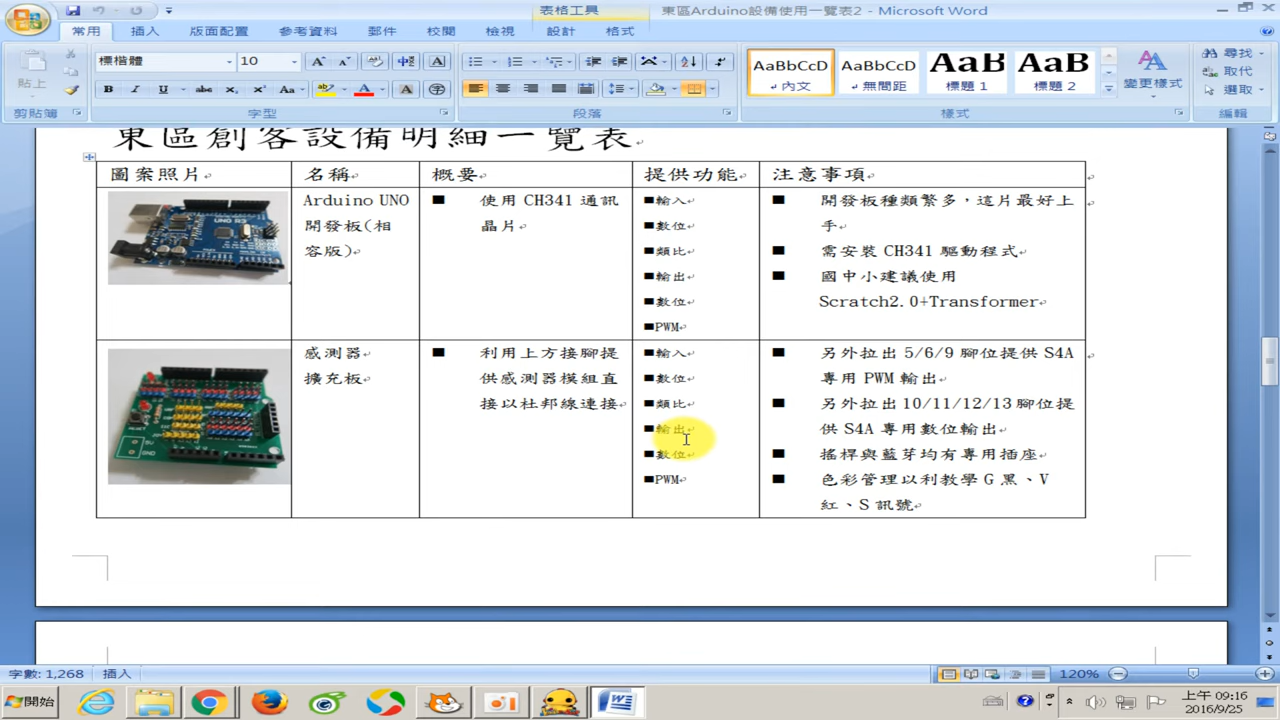 表格工具
東區Arduino設備使用一覽表2 - Microsoft Word
常用 插入 版面配置 參考資料 郵件 校閱 檢視 設計 格式
貼上
標楷體 10
AaBbCcD AaBbCcD AaBb AaBbC
內文 無間距 標題 1 標題 2
變更樣式
尋找
取代
選取
剪貼簿 字型 段落 樣式 編輯
東區創客設備明細一覽表
圖案照片 名稱 概要 提供功能 注意事項
UNO R3
Arduino UNO
開發板(相
容版)
■ 使用 CH341 通訊
晶片
■輸入
■數位
■類比
■輸出
■數位
■PWM
■ 開發板種類繁多,這片最好上
手
■ 需安裝 CH341 驅動程式
■ 國中小建議使用
Scratch2.0+Transformer
感測器
擴充板
■ 利用上方接腳提
供感測器模組直
接以杜邦線連接
■輸入
■數位
■類比
■輸出
■數位
■PWM
■ 另外拉出 5/6/9 腳位提供 S4A
專用 PWM 輸出
■ 另外拉出 10/11/12/13 腳位提
供 S4A 專用數位輸出
■ 搖桿與藍芽均有專用插座
■ 色彩管理以利教學 G 黑、V
紅、S 訊號
字數: 1,268 插入 120%
開始
上午 09:16
2016/9/25